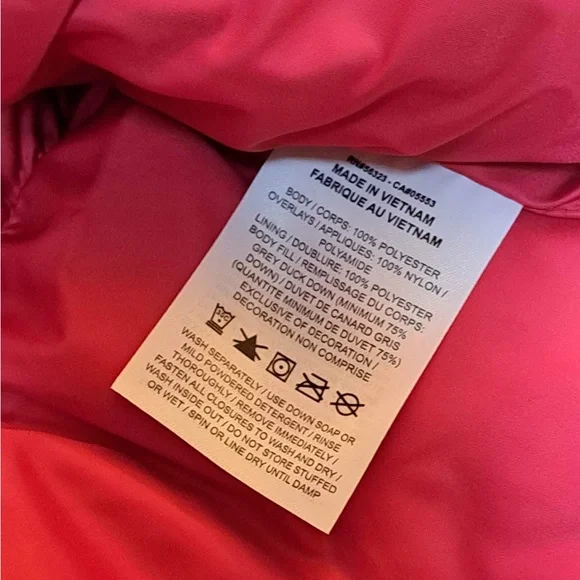 RN#56323 - CA#05553
MADE IN VIETNAM
FABRIQUE AU VIETNAM
BODY / CORPS: 100% POLYESTER
OVERLAYS / APPLIQUES: 100% NYLON /
POLYAMIDE
LINING / DOUBLURE: 100% POLYESTER
BODY FILL / REMPLISSAGE DU CORPS:
GREY DUCK DOWN (MINIMUM 75%
DOWN) / DUVET DE CANARD GRIS
(QUANTITE MINIMUM DE DUVET 75%)
EXCLUSIVE OF DECORATION /
DECORATION NON COMPRISE
WASH SEPARATELY / USE DOWN SOAP OR
MILD POWDERED DETERGENT / RINSE
THOROUGHLY / REMOVE IMMEDIATELY /
FASTEN ALL CLOSURES TO WASH AND DRY /
WASH INSIDE OUT / DO NOT STORE STUFFED
OR WET / SPIN OR LINE DRY UNTIL DAMP